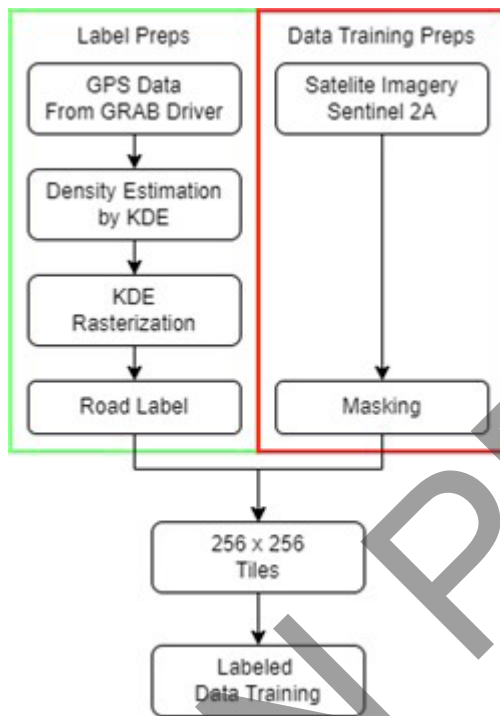 Label Preps
GPS Data
From GRAB Driver
Density Estimation
by KDE
KDE
Rasterization
Road Label
Data Training Preps
Satelite Imagery
Sentinel 2A
Masking
256 x 256
Tiles
Labeled
Data Training